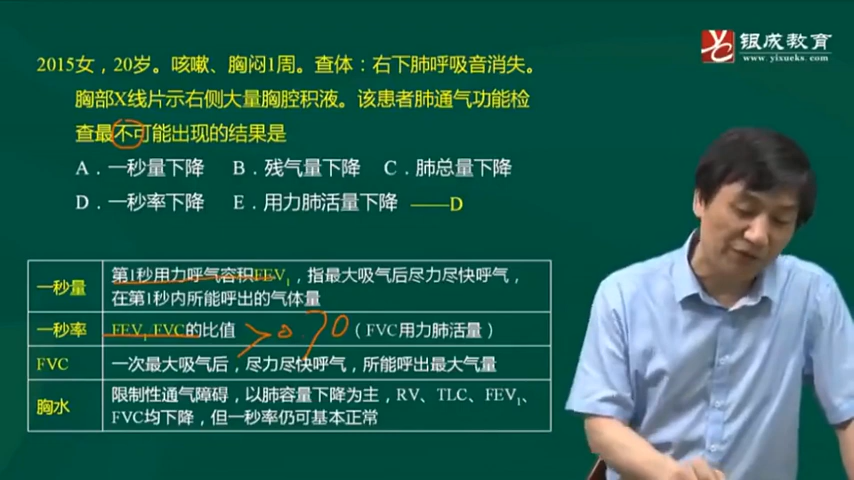 银成教育
www.yixueks.com
2015女，20岁。咳嗽、胸闷1周。查体：右下肺呼吸音消失。
胸部X线片示右侧大量胸腔积液。该患者肺通气功能检
查最不可能出现的结果是
A．一秒量下降 B．残气量下降 C．肺总量下降
D．一秒率下降 E．用力肺活量下降 ——D
一秒量 第1秒用力呼气容积FEV1，指最大吸气后尽力尽快呼气，
在第1秒内所能呼出的气体量
一秒率 FEV1 FVC的比值 （FVC用力肺活量）
FVC 一次最大吸气后，尽力尽快呼气，所能呼出最大气量
胸水 限制性通气障碍，以肺容量下降为主，RV、TLC、FEV1、
FVC均下降，但一秒率仍可基本正常